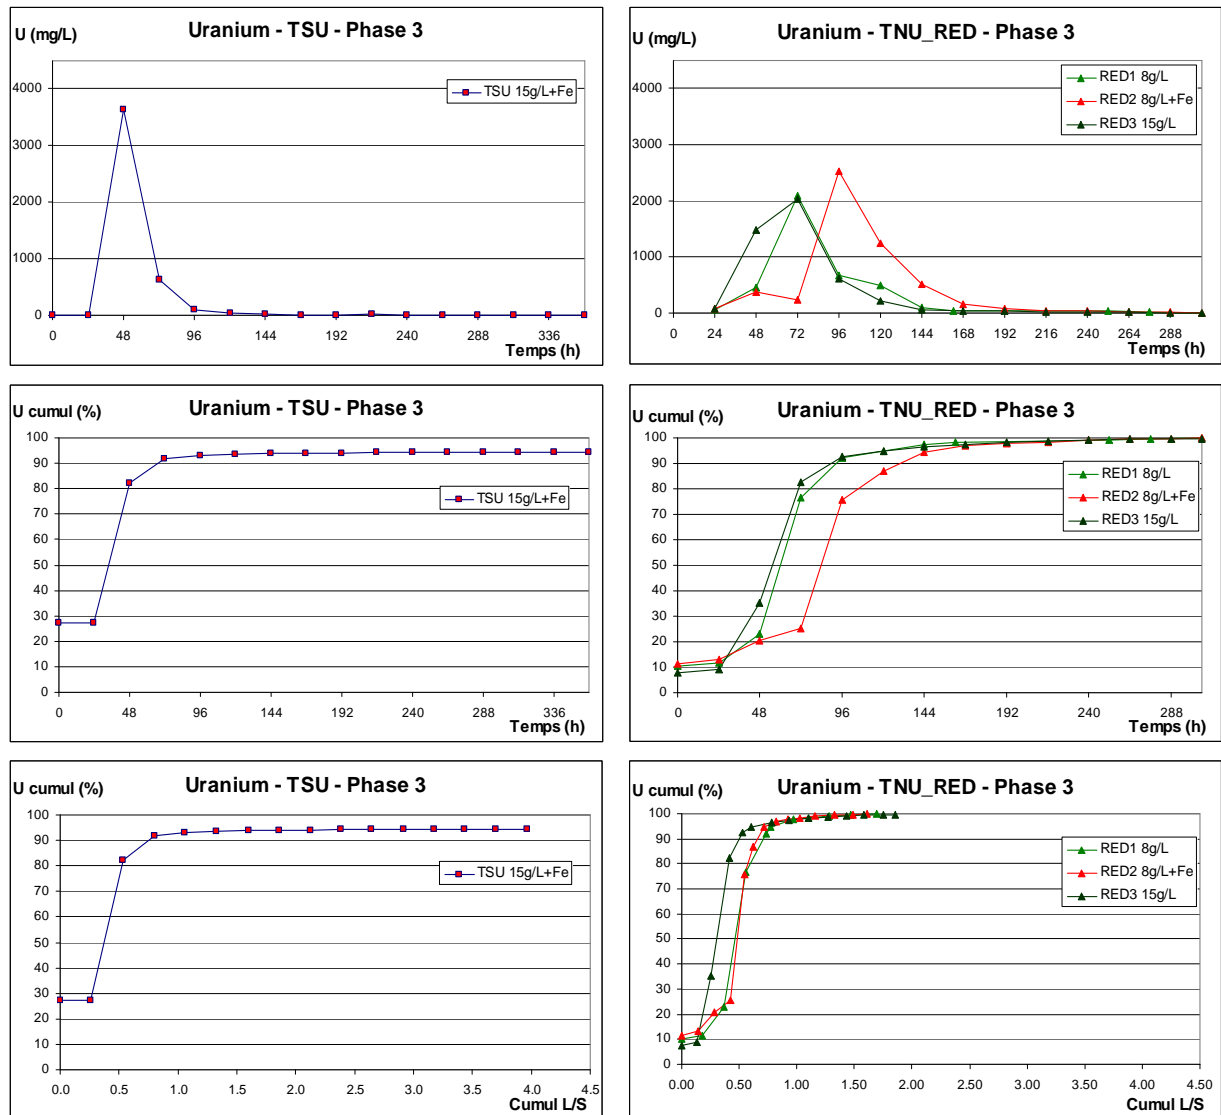 Uranium - TSU - Phase 3
U (mg/L)
4000
3000
2000
1000
0
TSU 15g/L+Fe
0 48 96 144 192 240 288 336
Temps (h)
Uranium - TNU_RED - Phase 3
U (mg/L)
4000
3000
2000
1000
0
RED1 8g/L
RED2 8g/L+Fe
RED3 15g/L
0 24 48 72 96 120 144 168 192 216 240 264 288
Temps (h)
Uranium - TSU - Phase 3
U cumul (%)
100
90
80
70
60
50
40
30
20
10
0
TSU 15g/L+Fe
0 48 96 144 192 240 288 336
Temps (h)
Uranium - TNU_RED - Phase 3
U cumul (%)
100
90
80
70
60
50
40
30
20
10
0
RED1 8g/L
RED2 8g/L+Fe
RED3 15g/L
0 48 96 144 192 240 288
Temps (h)
Uranium - TSU - Phase 3
U cumul (%)
100
90
80
70
60
50
40
30
20
10
0
TSU 15g/L+Fe
0.0 0.5 1.0 1.5 2.0 2.5 3.0 3.5 4.0 4.5
Cumul L/S
Uranium - TNU_RED - Phase 3
U cumul (%)
100
90
80
70
60
50
40
30
20
10
0
RED1 8g/L
RED2 8g/L+Fe
RED3 15g/L
0.00 0.50 1.00 1.50 2.00 2.50 3.00 3.50 4.00 4.50
Cumul L/S